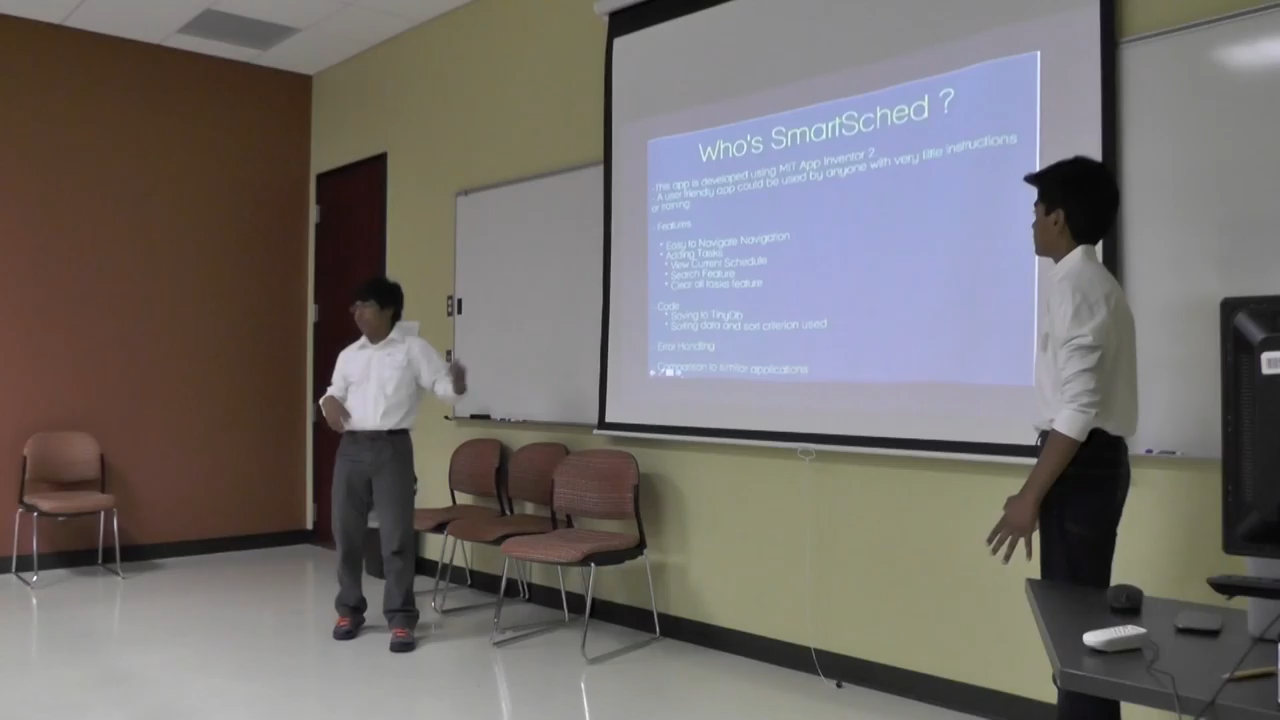 Who's SmartSched ?
- This app is developed using MIT App Inventor 2
- A user friendly app could be used by anyone with very little instructions
or training
- Features
* Easy to Navigate Navigation
* Adding Tasks
* View Current Schedule
* Search Feature
* Clear all tasks feature
- Code
* Saving to TinyDb
* Sorting data and sort criterion used
Error Handling
Comparison to similar applications